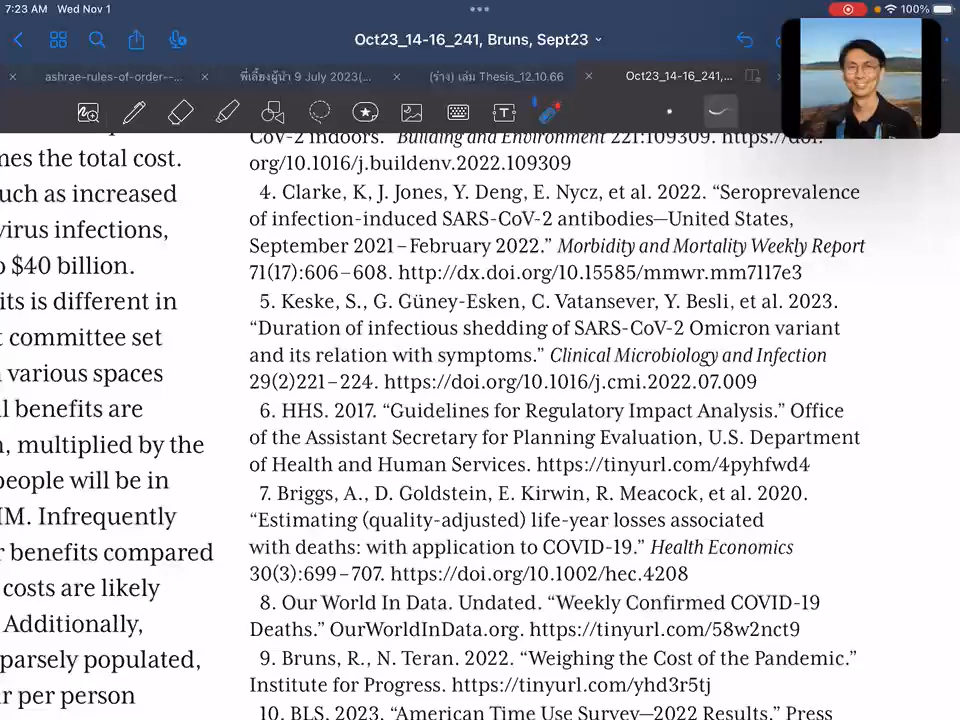 7:23 AM Wed Nov 1
100%
Oct23_14-16_241, Bruns, Sept23
ashrae-rules-of-order--...
พี่เลี้ยงผู้นำ 9 July 2023(...
(ร่าง) เล่ม Thesis_12.10.66
Oct23_14-16_241,...
mes the total cost.
uch as increased
virus infections,
o $40 billion.
its is different in
t committee set
n various spaces
l benefits are
n, multiplied by the
people will be in
IM. Infrequently
r benefits compared
costs are likely
Additionally,
parsely populated,
ir per person
CoV-2 indoors.” Building and Environment 221:109309. https://doi.
org/10.1016/j.buildenv.2022.109309
4. Clarke, K, J. Jones, Y. Deng, E. Nycz, et al. 2022. “Seroprevalence
of infection-induced SARS-CoV-2 antibodies—United States,
September 2021–February 2022.” Morbidity and Mortality Weekly Report
71(17):606–608. http://dx.doi.org/10.15585/mmwr.mm7117e3
5. Keske, S., G. Güney-Esken, C. Vatansever, Y. Besli, et al. 2023.
“Duration of infectious shedding of SARS-CoV-2 Omicron variant
and its relation with symptoms.” Clinical Microbiology and Infection
29(2)221–224. https://doi.org/10.1016/j.cmi.2022.07.009
6. HHS. 2017. “Guidelines for Regulatory Impact Analysis.” Office
of the Assistant Secretary for Planning Evaluation, U.S. Department
of Health and Human Services. https://tinyurl.com/4pyhfwd4
7. Briggs, A., D. Goldstein, E. Kirwin, R. Meacock, et al. 2020.
“Estimating (quality-adjusted) life-year losses associated
with deaths: with application to COVID-19.” Health Economics
30(3):699–707. https://doi.org/10.1002/hec.4208
8. Our World In Data. Undated. “Weekly Confirmed COVID-19
Deaths.” OurWorldInData.org. https://tinyurl.com/58w2nct9
9. Bruns, R., N. Teran. 2022. “Weighing the Cost of the Pandemic.”
Institute for Progress. https://tinyurl.com/yhd3r5tj
10. BLS. 2023. “American Time Use Survey—2022 Results.” Press